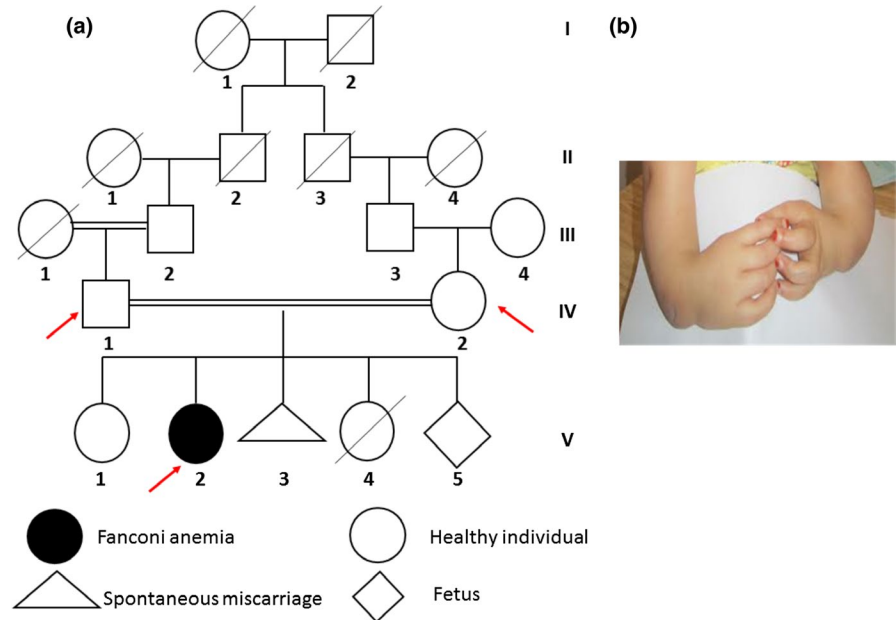 (a)
I
(b)
1
2
II
1
2
3
4
III
1
2
3
4
IV
1
2
V
1
2
3
4
5
Fanconi anemia
Healthy individual
Spontaneous miscarriage
Fetus